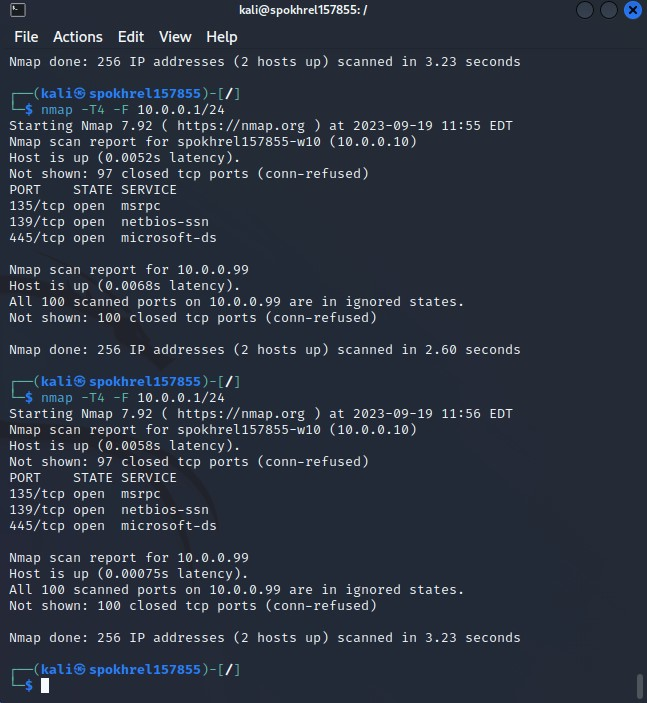 kali@spokhrel157855: /
File Actions Edit View Help
Nmap done: 256 IP addresses (2 hosts up) scanned in 3.23 seconds
┌──(kali㉿spokhrel157855)-[/]
└─$ nmap -T4 -F 10.0.0.1/24
Starting Nmap 7.92 ( https://nmap.org ) at 2023-09-19 11:55 EDT
Nmap scan report for spokhrel157855-w10 (10.0.0.10)
Host is up (0.0052s latency).
Not shown: 97 closed tcp ports (conn-refused)
PORT    STATE SERVICE
135/tcp open  msrpc
139/tcp open  netbios-ssn
445/tcp open  microsoft-ds
Nmap scan report for 10.0.0.99
Host is up (0.0068s latency).
All 100 scanned ports on 10.0.0.99 are in ignored states.
Not shown: 100 closed tcp ports (conn-refused)
Nmap done: 256 IP addresses (2 hosts up) scanned in 2.60 seconds
┌──(kali㉿spokhrel157855)-[/]
└─$ nmap -T4 -F 10.0.0.1/24
Starting Nmap 7.92 ( https://nmap.org ) at 2023-09-19 11:56 EDT
Nmap scan report for spokhrel157855-w10 (10.0.0.10)
Host is up (0.0058s latency).
Not shown: 97 closed tcp ports (conn-refused)
PORT    STATE SERVICE
135/tcp open  msrpc
139/tcp open  netbios-ssn
445/tcp open  microsoft-ds
Nmap scan report for 10.0.0.99
Host is up (0.00075s latency).
All 100 scanned ports on 10.0.0.99 are in ignored states.
Not shown: 100 closed tcp ports (conn-refused)
Nmap done: 256 IP addresses (2 hosts up) scanned in 3.23 seconds
┌──(kali㉿spokhrel157855)-[/]
└─$